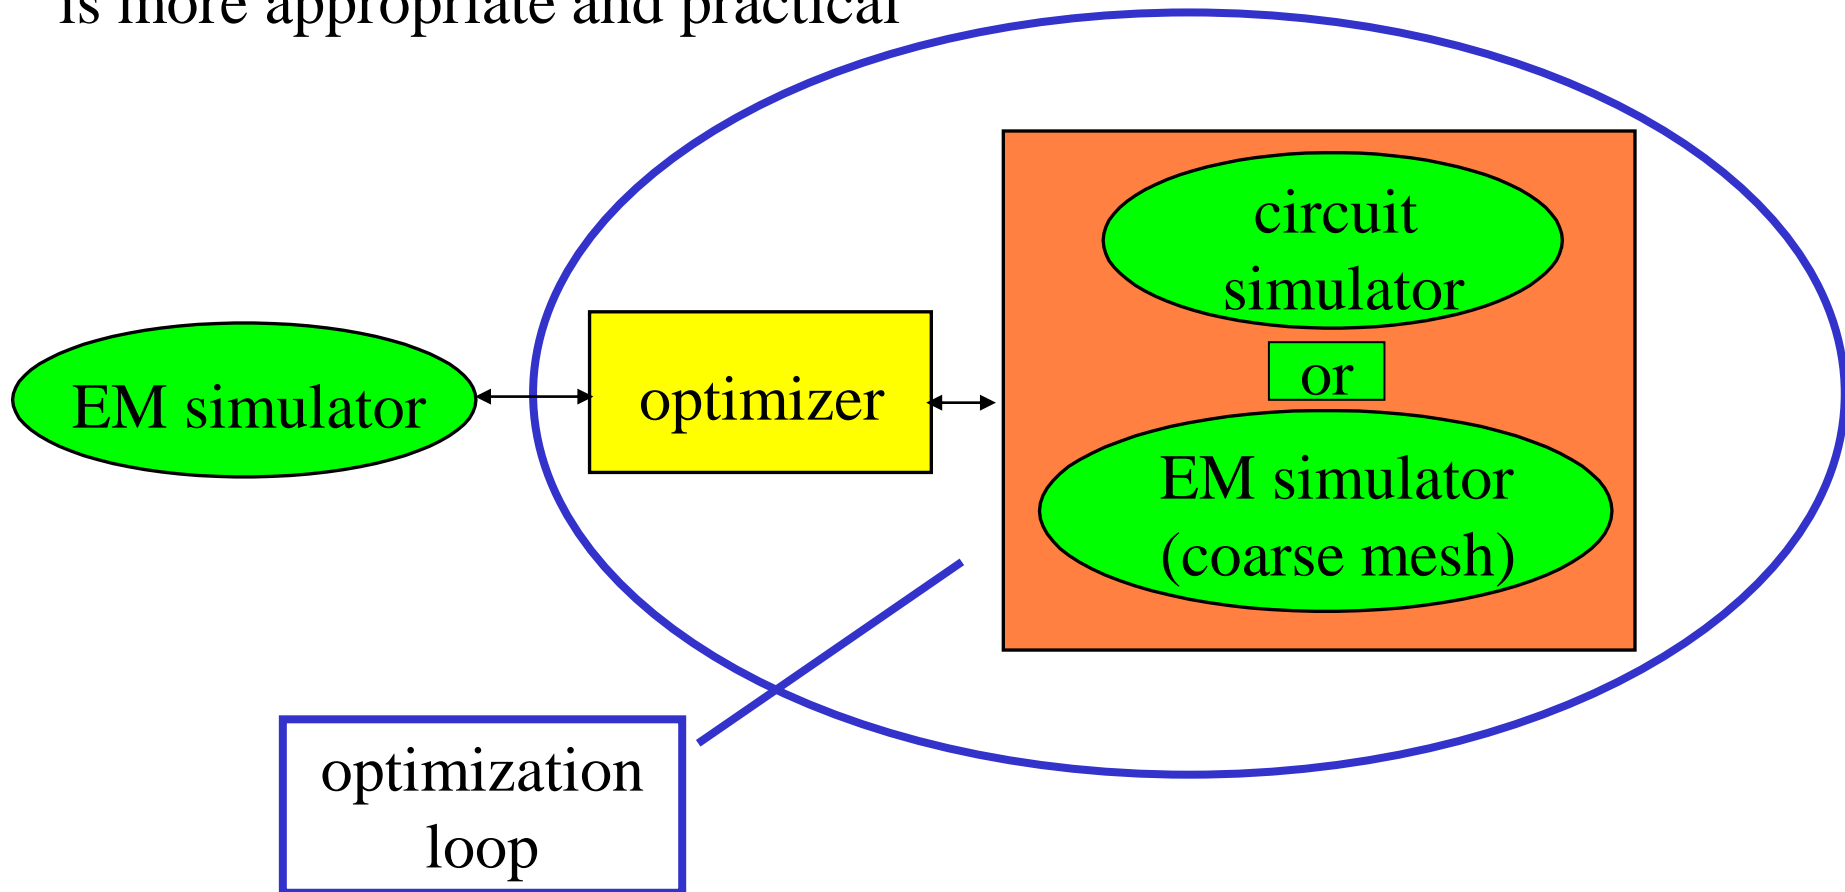 is more appropriate and practical
circuit
simulator
or
EM simulator
optimizer
EM simulator
(coarse mesh)
optimization
loop